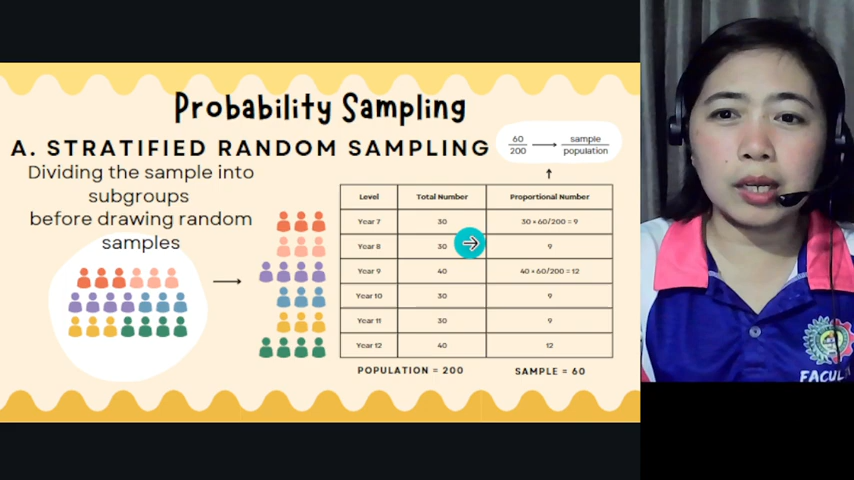 Probability Sampling
A. STRATIFIED RANDOM SAMPLING
60
200
sample
population
Dividing the sample into
subgroups
before drawing random
samples
Level Total Number Proportional Number
Year 7 30 30 * 60/200 = 9
Year 8 30 9
Year 9 40 40 * 60/200 = 12
Year 10 30 9
Year 11 30 9
Year 12 40 12
POPULATION = 200 SAMPLE = 60
FACUL